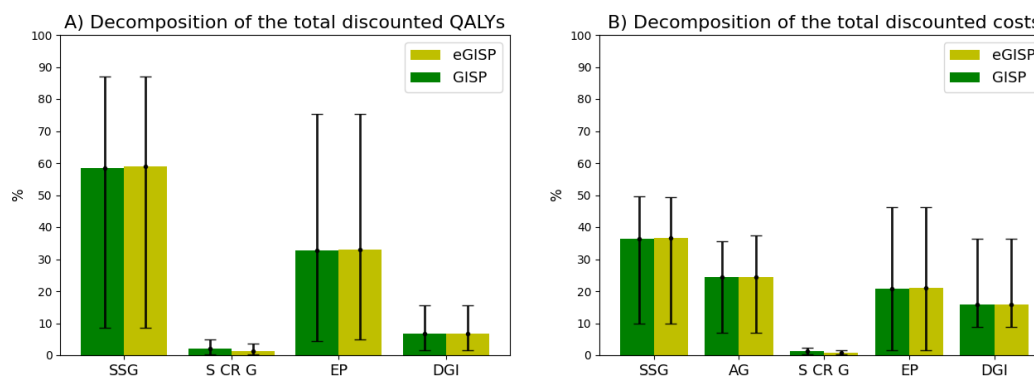 A) Decomposition of the total discounted QALYs
100
90
80
70
60
50
40
30
20
10
0
%
eGISP
GISP
SSG
S CR G
EP
DGI
B) Decomposition of the total discounted costs
100
90
80
70
60
50
40
30
20
10
0
%
eGISP
GISP
SSG
AG
S CR G
EP
DGI